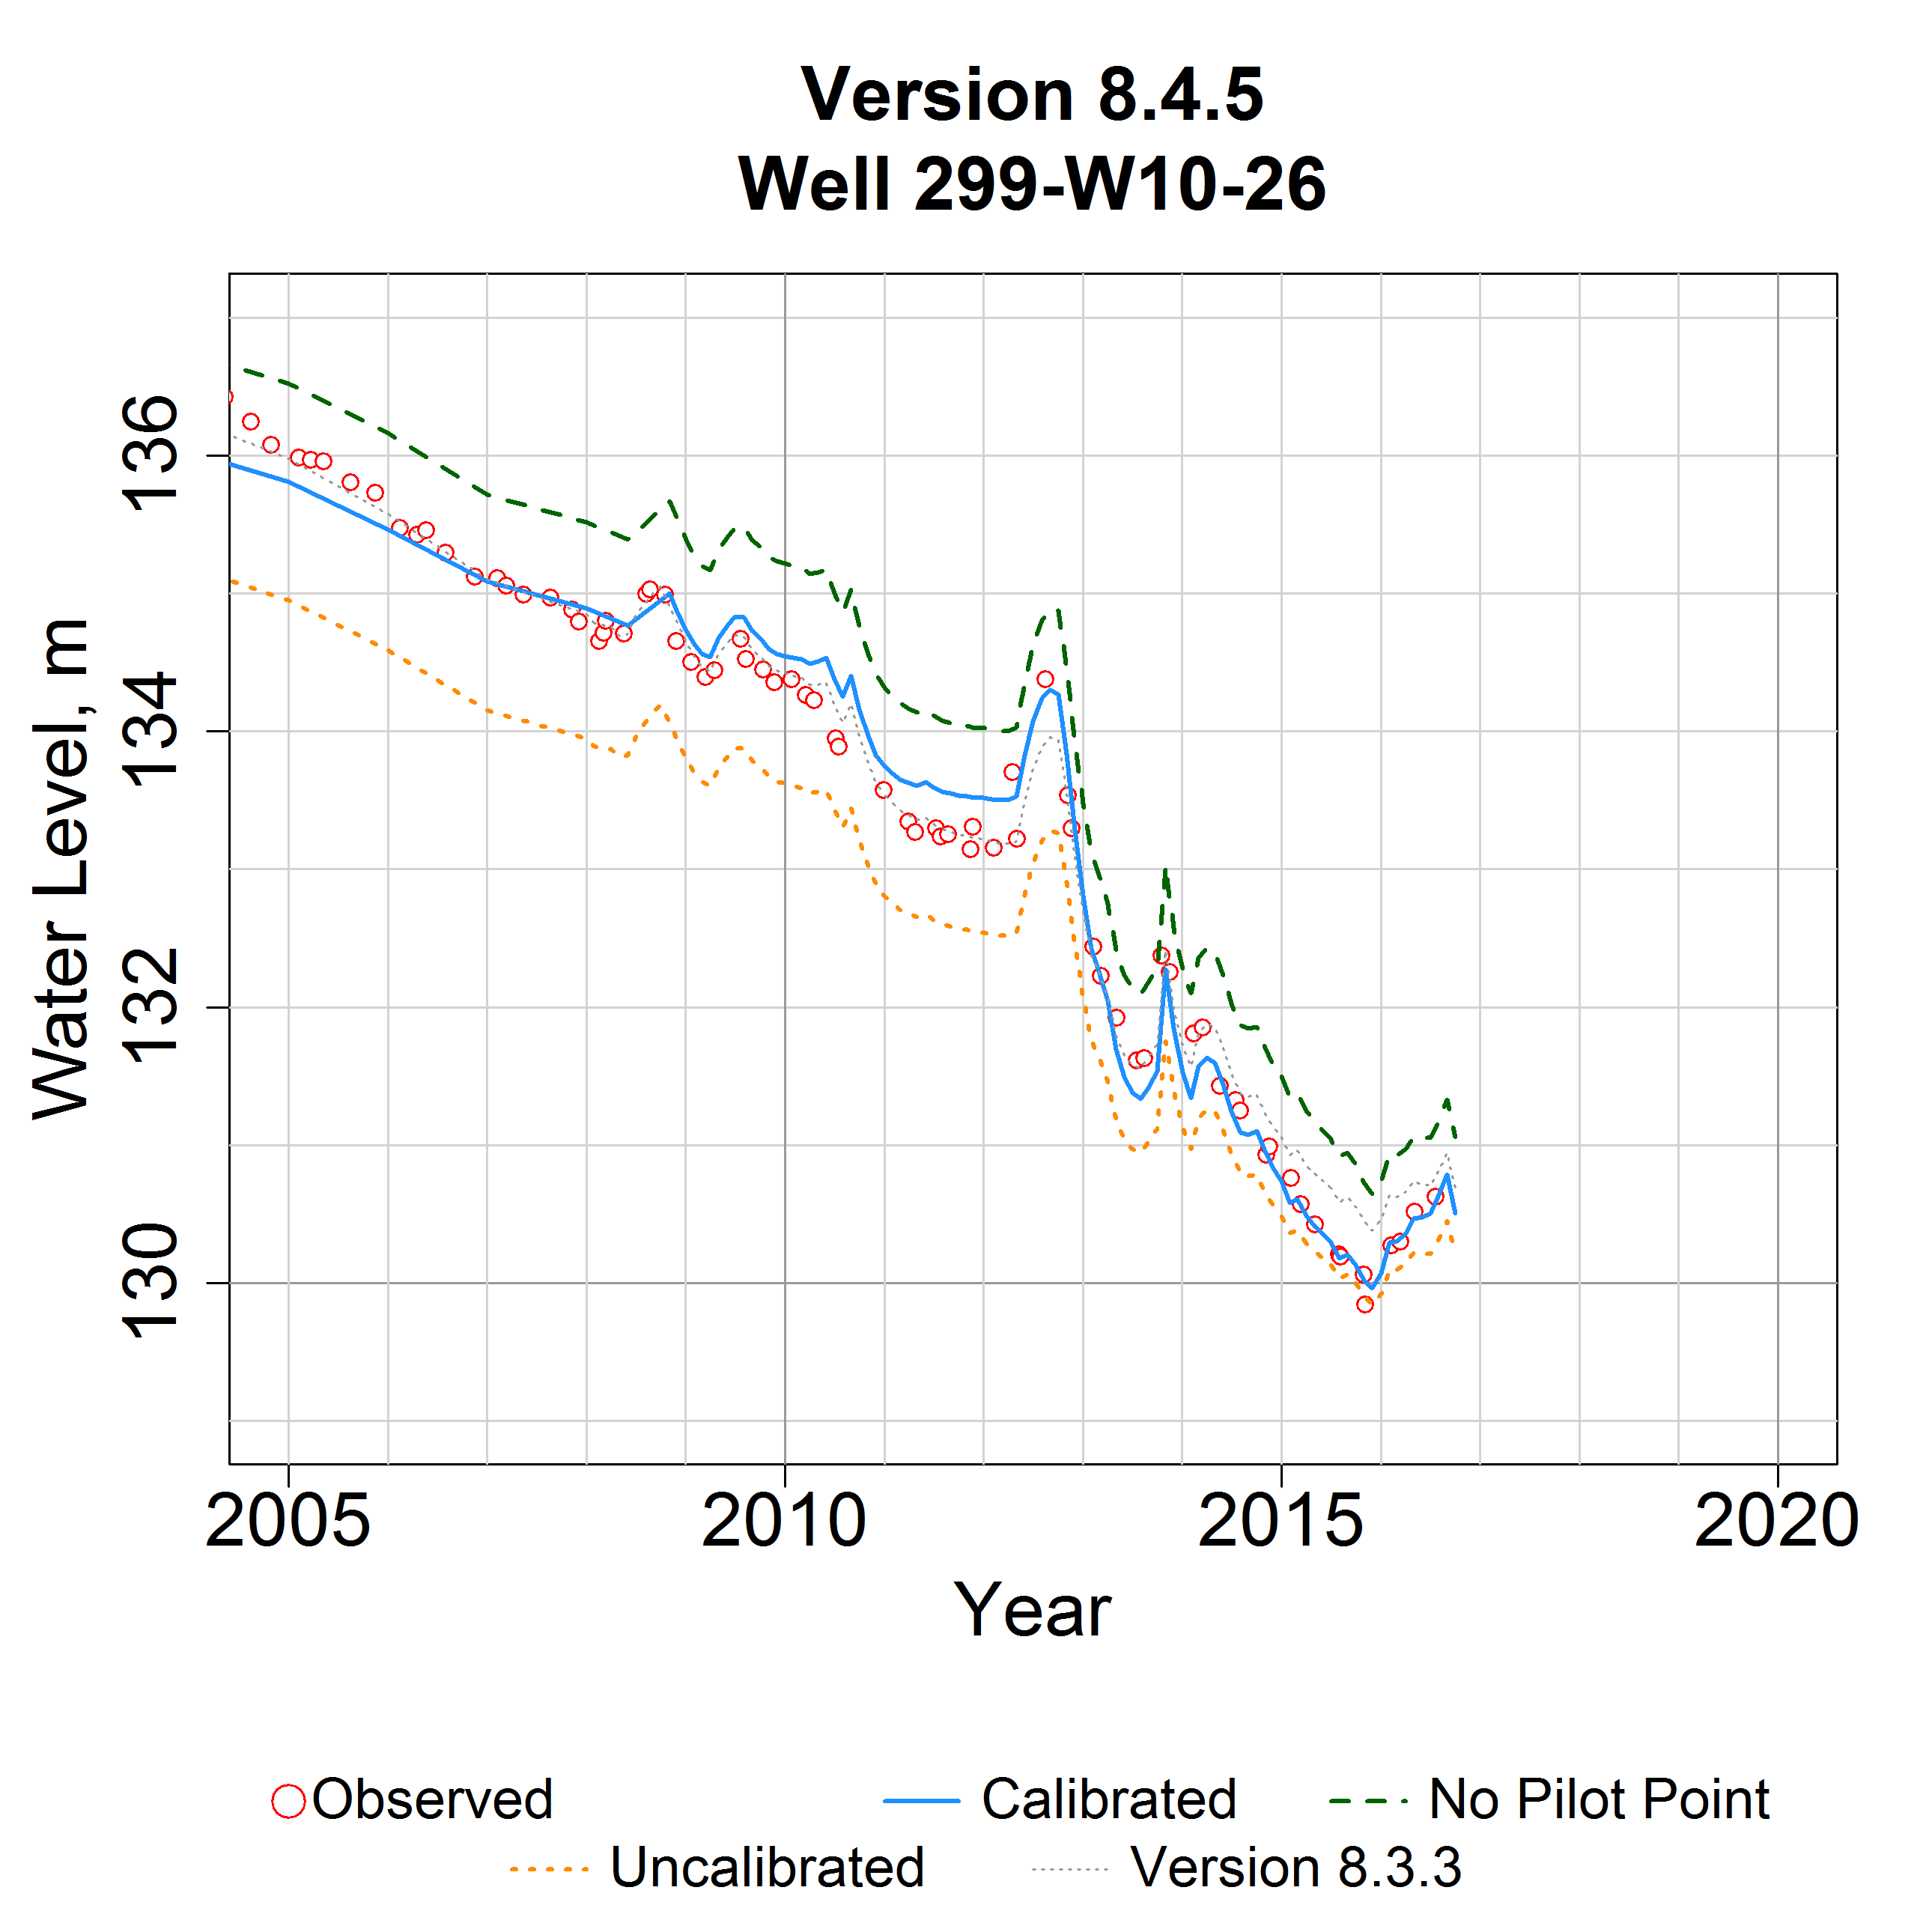 Version 8.4.5
Well 299-W10-26
Water Level, m
136
134
132
130
2005 2010 2015 2020
Year
Observed Calibrated No Pilot Point
Uncalibrated Version 8.3.3